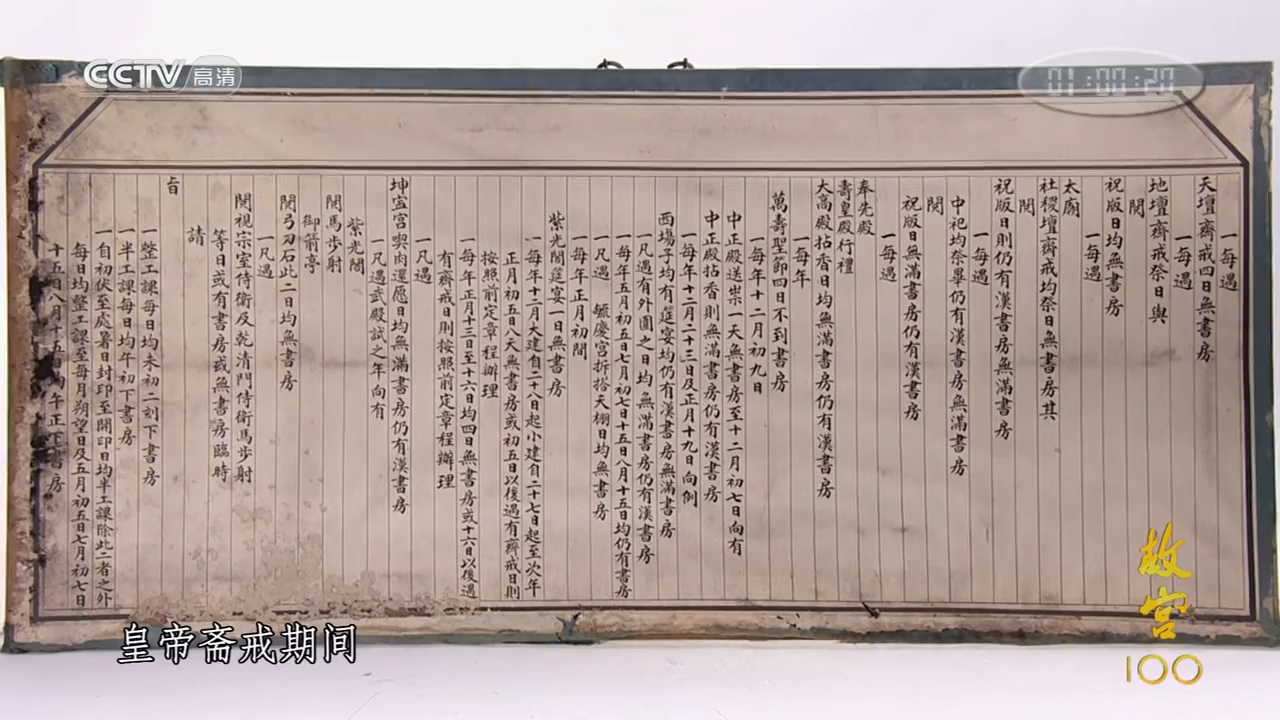 CCTV 高清
01:00:20
一每遇
天壇齋戒四日無書房
一每遇
地壇齋戒祭日與
閱
祝版日均無書房
一每遇
太廟
社稷壇齋戒均祭日無書房其
閱
祝版日則仍有漢書房無滿書房
一每遇
中祀均祭畢仍有漢書房無滿書房
閱
祝版日無滿書房仍有漢書房
一每遇
奉先殿
壽皇殿行禮
大高殿拈香日均無滿書房仍有漢書房
一每年
萬壽聖節四日不到書房
一每年十二月初九日
中正殿送祟一天無書房至十二月初七日向有
中正殿拈香則無滿書房仍有漢書房
一每年十二月二十三日及正月十九日向例
西場子均有筵宴均仍有漢書房無滿書房
一凡遇有外圍之日均無滿書房仍有漢書房
一每年五月初五日七月初七日十五日八月十五日均仍有書房
一凡遇 毓慶宮拆搭天棚日均無書房
一每年正月初間
紫光閣筵宴一日無書房
一每年十二月大建自二十八日起小建自二十七日起至次年
正月初五日八天無書房或初五日以後遇有齋戒日則
按照前定章程辦理
一每年正月十三日至十六日均四日無書房或十六日以後遇
有齋戒日則按照前定章程辦理
一凡遇
坤寍宮喫肉還愿日均無滿書房仍有漢書房
一凡遇武殿試之年向有
紫光閣
閱馬步射
御箭亭
閱弓刀石此二日均無書房
一凡遇
閱視宗室侍衛及乾清門侍衛馬步射
等日或有書房或無書房臨時
請
旨
一整工課每日均未初二刻下書房
一半工課每日均午初下書房
一自初伏至處暑日封印至開印日均半工課除此二者之外
每日均整工課至每月朔望日及五月初五日七月初七日
十五日八月十五日均午正下書房
故宫
100
皇帝斋戒期间